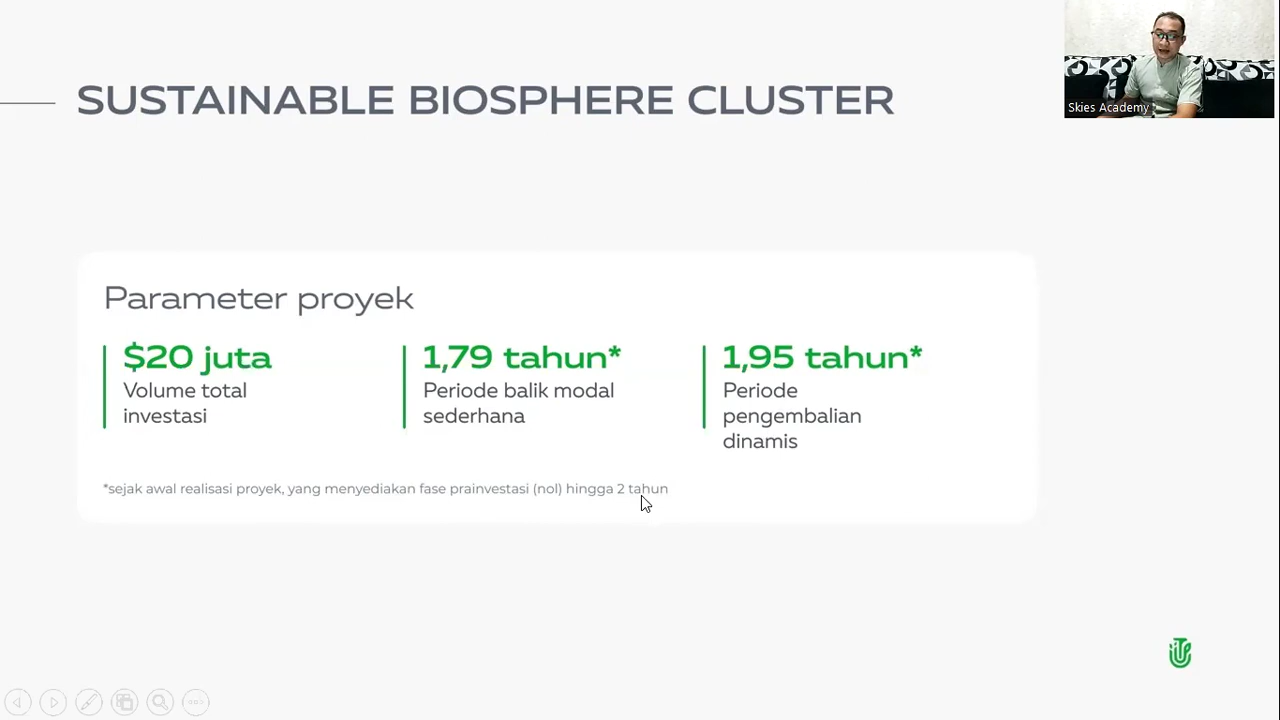 SUSTAINABLE BIOSPHERE CLUSTER
Skies Academy
Parameter proyek
$20 juta
Volume total
investasi
1,79 tahun*
Periode balik modal
sederhana
1,95 tahun*
Periode
pengembalian
dinamis
*sejak awal realisasi proyek, yang menyediakan fase prainvestasi (nol) hingga 2 tahun